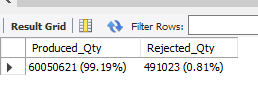 Result Grid Filter Rows:
Produced_Qty Rejected_Qty
60050621 (99.19%) 491023 (0.81%)